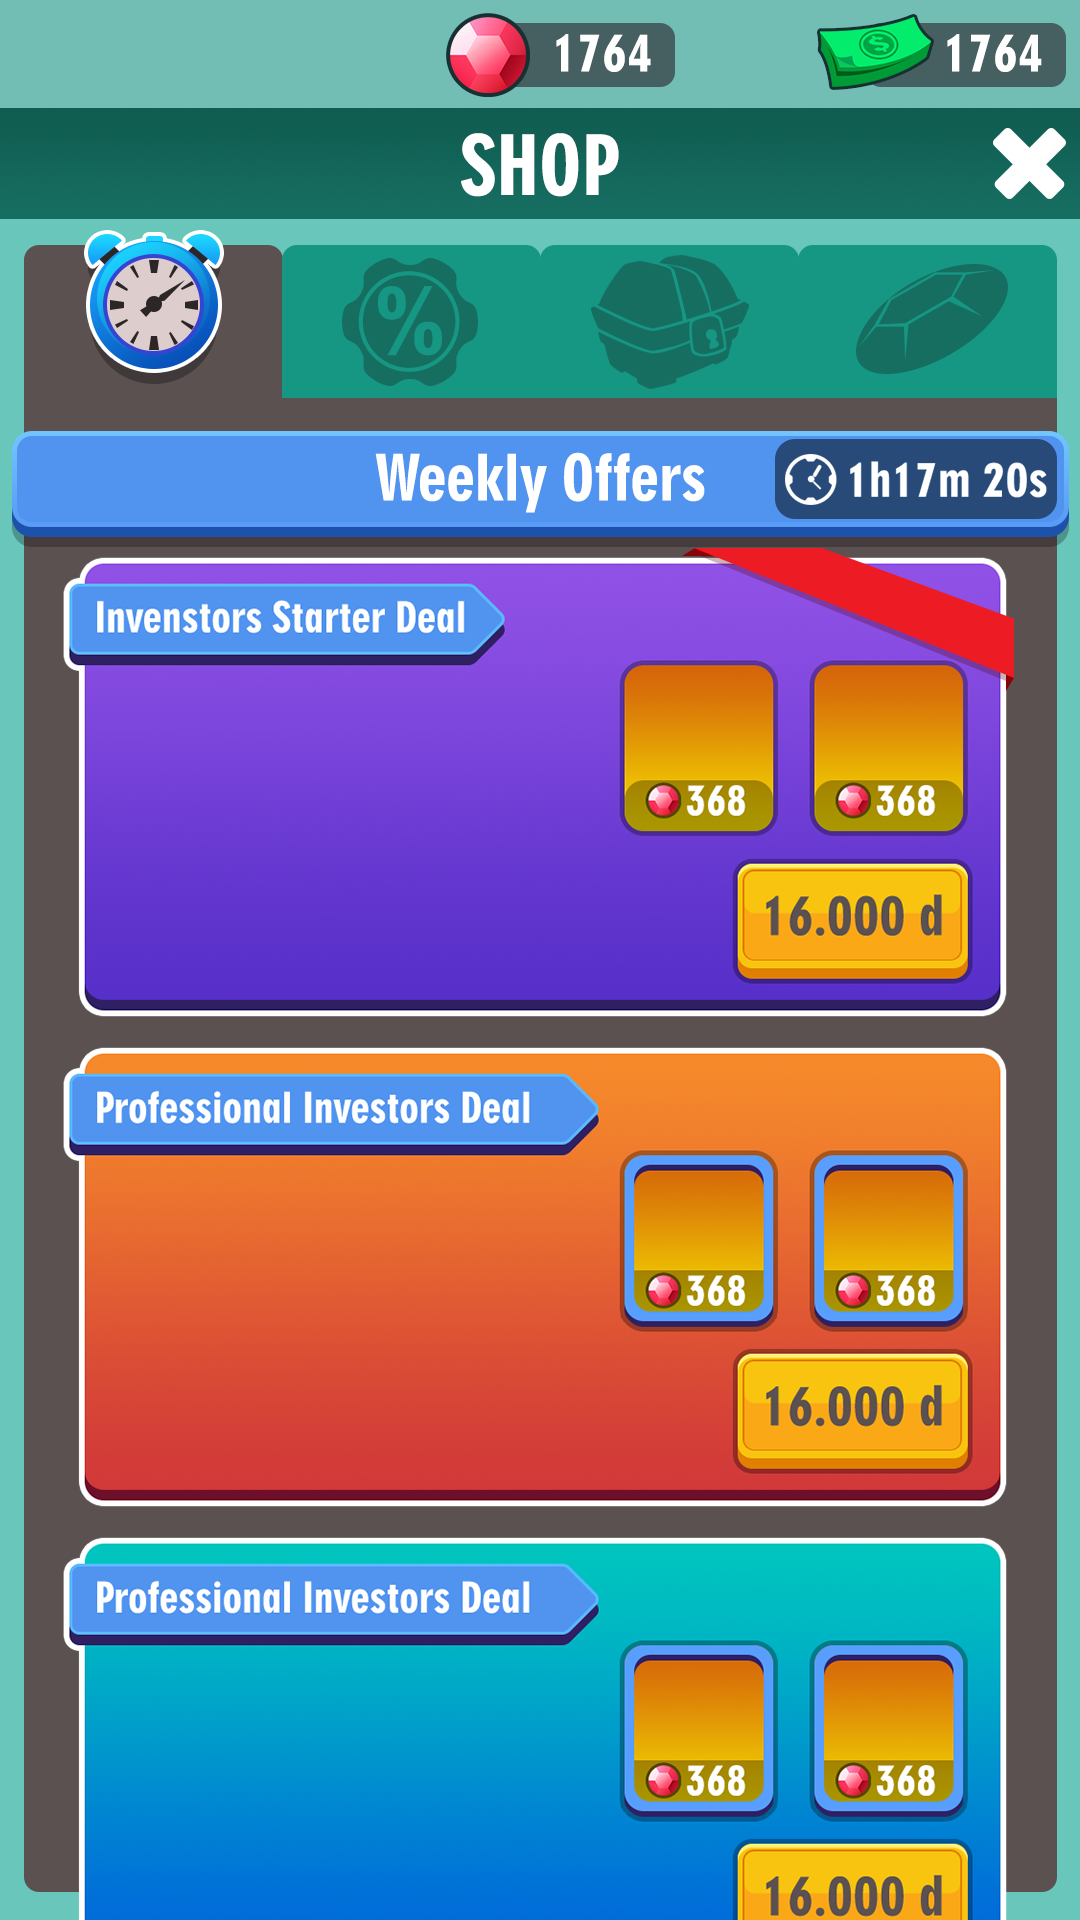 1764
1764
SHOP
%
Weekly Offers
1h17m 20s
Invenstors Starter Deal
368
368
16.000 d
Professional Investors Deal
368
368
16.000 d
Professional Investors Deal
368
368
16.000 d